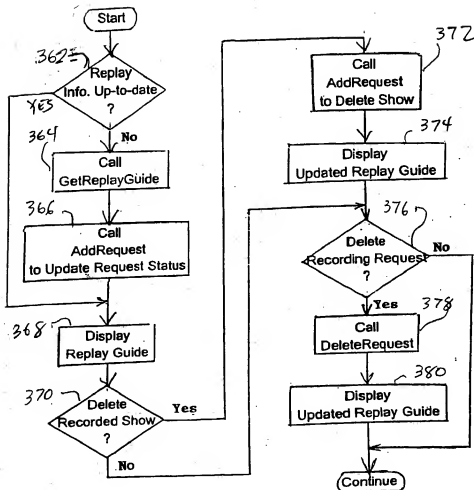 Start
362
Replay
Info. Up-to-date
?
YES
No
364
Call
GetReplayGuide
366
Call
AddRequest
to Update Request Status
368
Display
Replay Guide
370
Delete
Recorded Show
?
Yes
No
372
Call
AddRequest
to Delete Show
374
Display
Updated Replay Guide
376
Delete
Recording Request
?
No
Yes
378
Call
DeleteRequest
380
Display
Updated Replay Guide
Continue